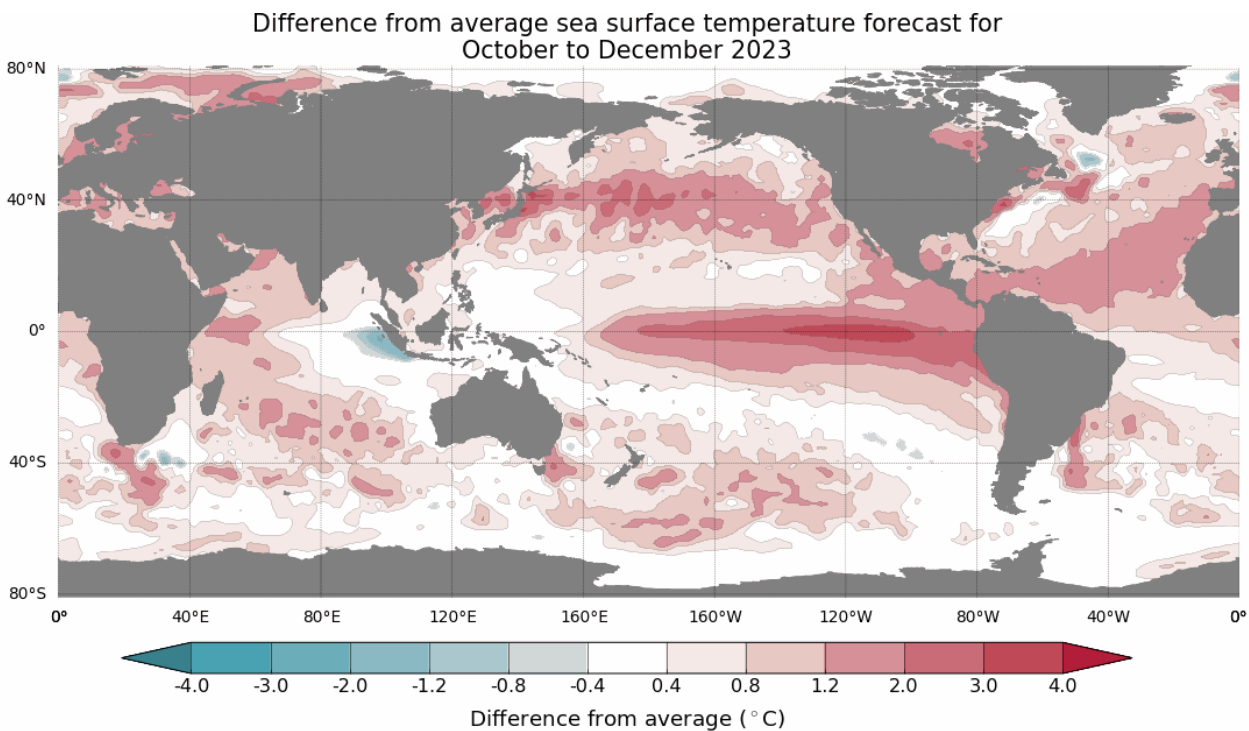 Difference from average sea surface temperature forecast for
October to December 2023
80°N
40°N
0°
40°S
80°S
0° 40°E 80°E 120°E 160°E 160°W 120°W 80°W 40°W 0°
-4.0 -3.0 -2.0 -1.2 -0.8 -0.4 0.4 0.8 1.2 2.0 3.0 4.0
Difference from average (°C)